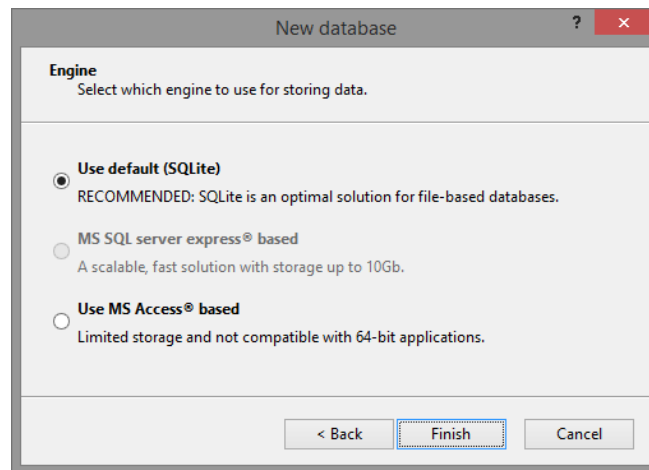 New database
?
×
Engine
Select which engine to use for storing data.
Use default (SQLite)
RECOMMENDED: SQLite is an optimal solution for file-based databases.
MS SQL server express® based
A scalable, fast solution with storage up to 10Gb.
Use MS Access® based
Limited storage and not compatible with 64-bit applications.
< Back
Finish
Cancel